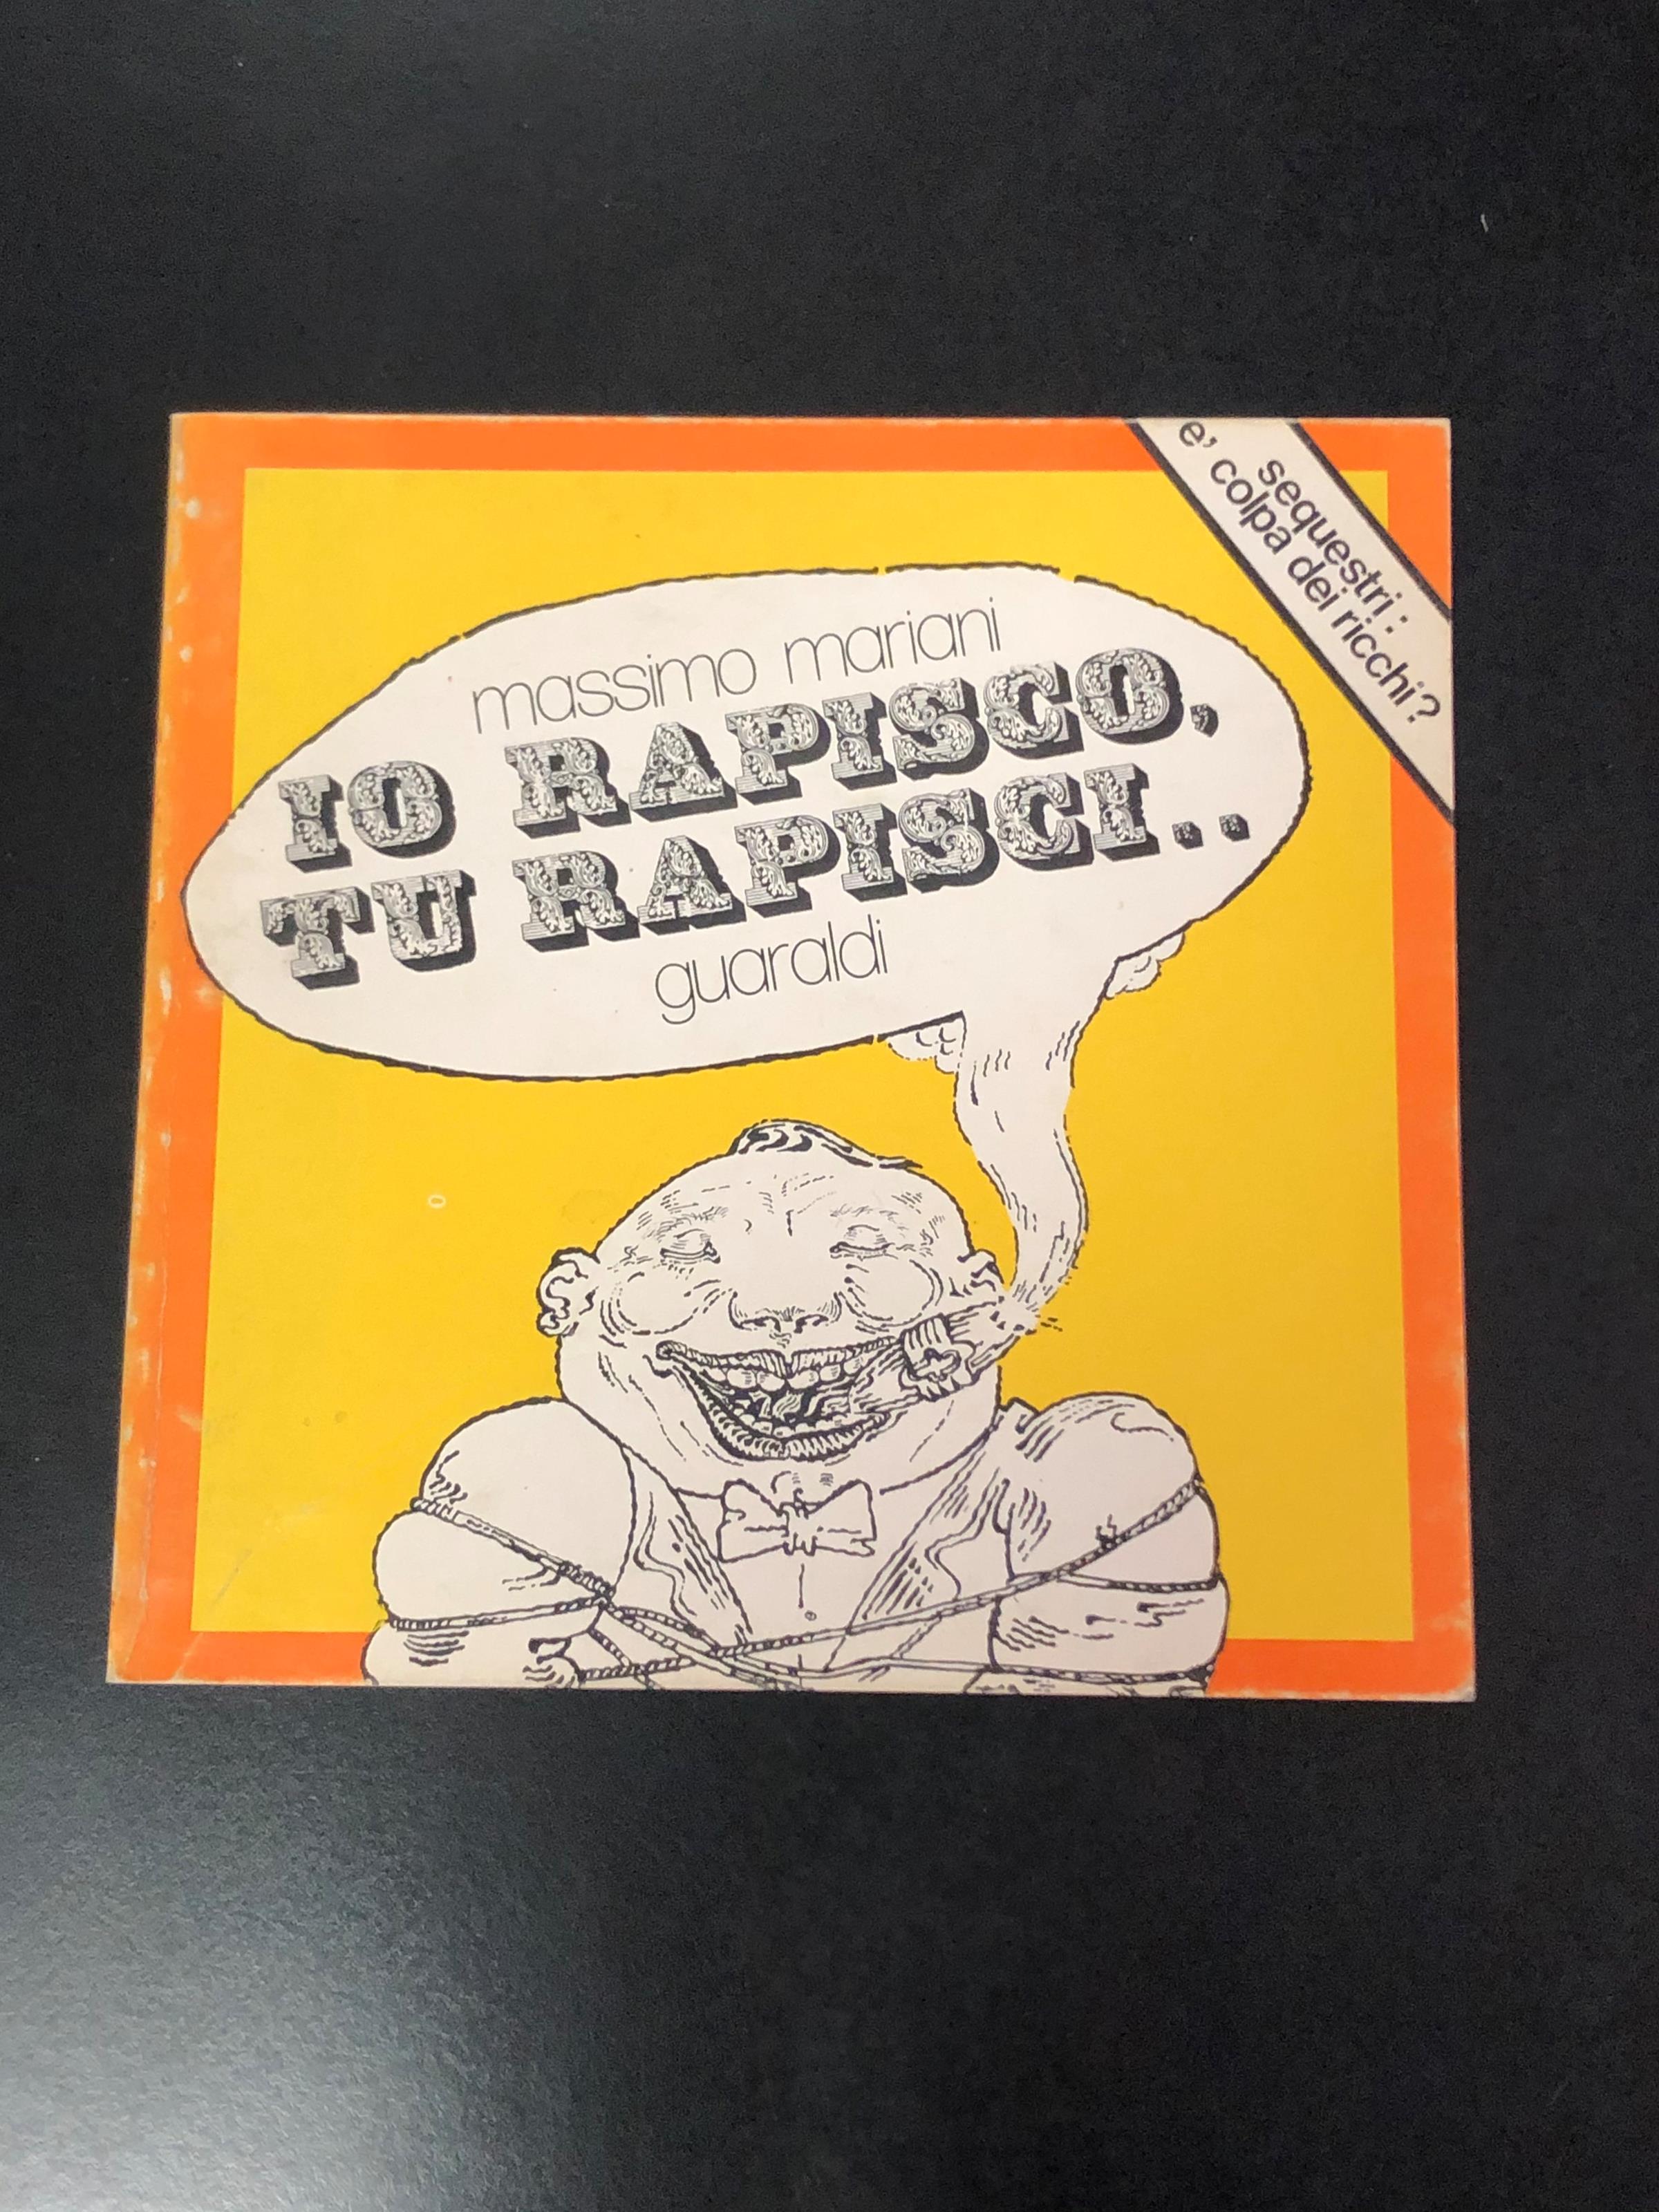 sequestri:
e' colpa dei ricchi?
massimo mariani
IO RAPISCO,
TU RAPISCI..
guaraldi